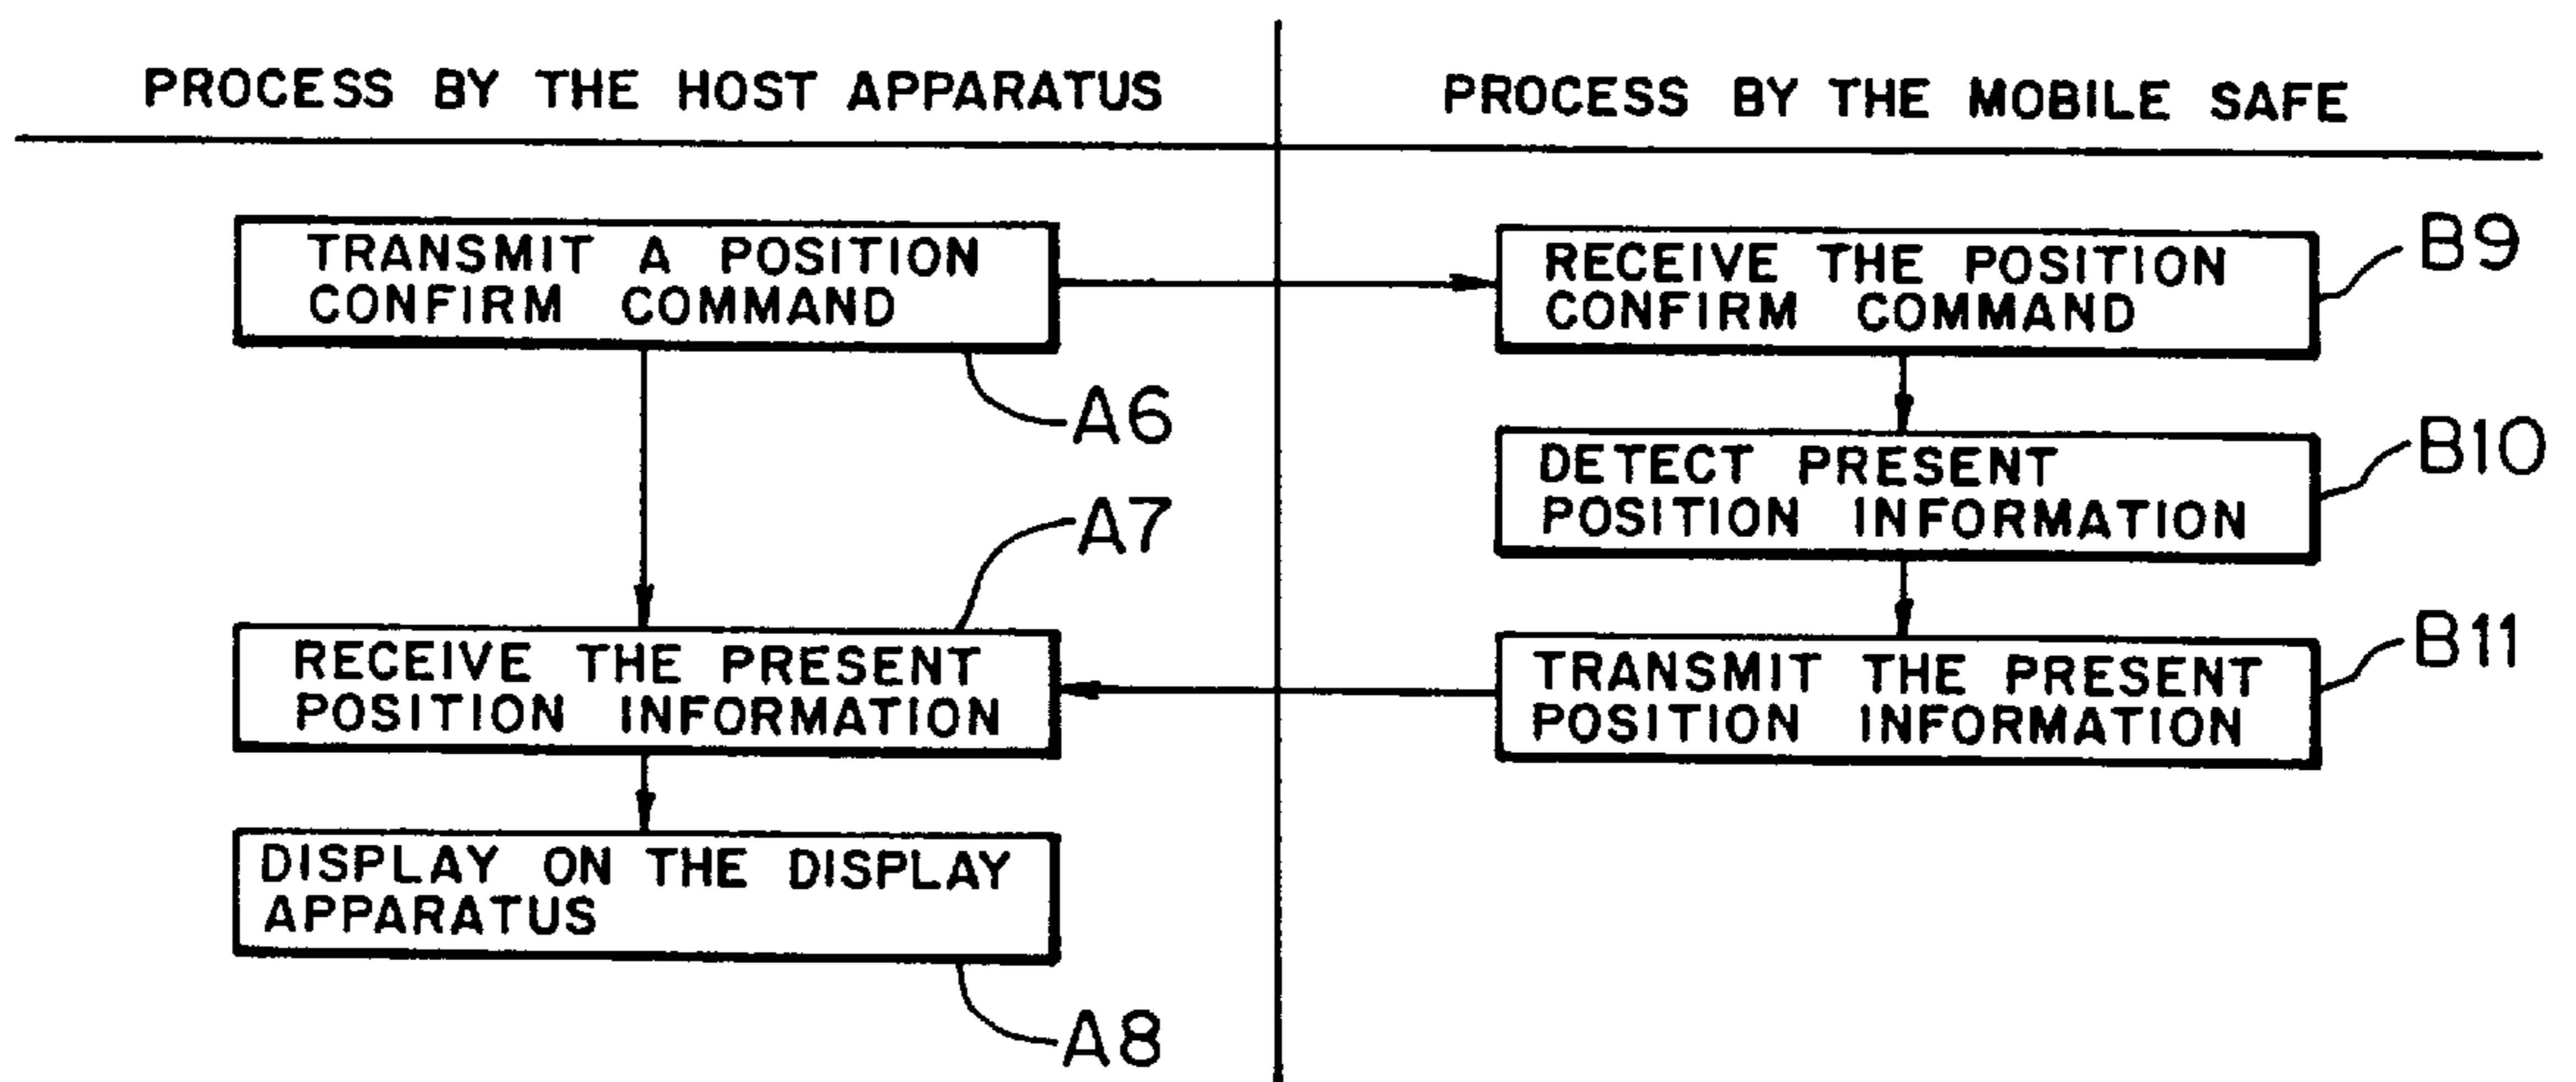 PROCESS BY THE HOST APPARATUS
TRANSMIT A POSITION
CONFIRM COMMAND
A6
A7
RECEIVE THE PRESENT
POSITION INFORMATION
DISPLAY ON THE DISPLAY
APPARATUS
A8
PROCESS BY THE MOBILE SAFE
RECEIVE THE POSITION
CONFIRM COMMAND
B9
DETECT PRESENT
POSITION INFORMATION
B10
TRANSMIT THE PRESENT
POSITION INFORMATION
B11